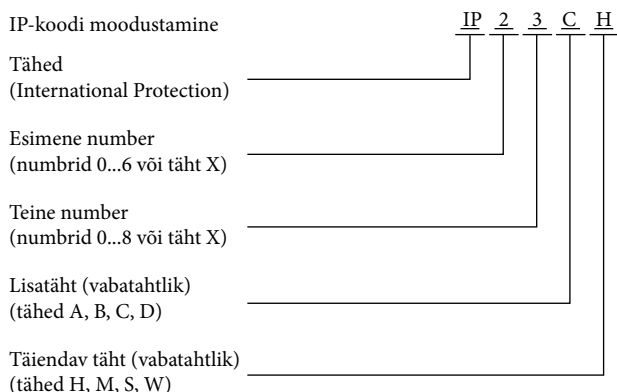 IP-koodi moodustamine IP 2 3 C H
Tähed
(International Protection)
Esimene number
(numbrid 0...6 või täht X)
Teine number
(numbrid 0...8 või täht X)
Lisatäht (vabatahtlik)
(tähed A, B, C, D)
Täiendav täht (vabatahtlik)
(tähed H, M, S, W)